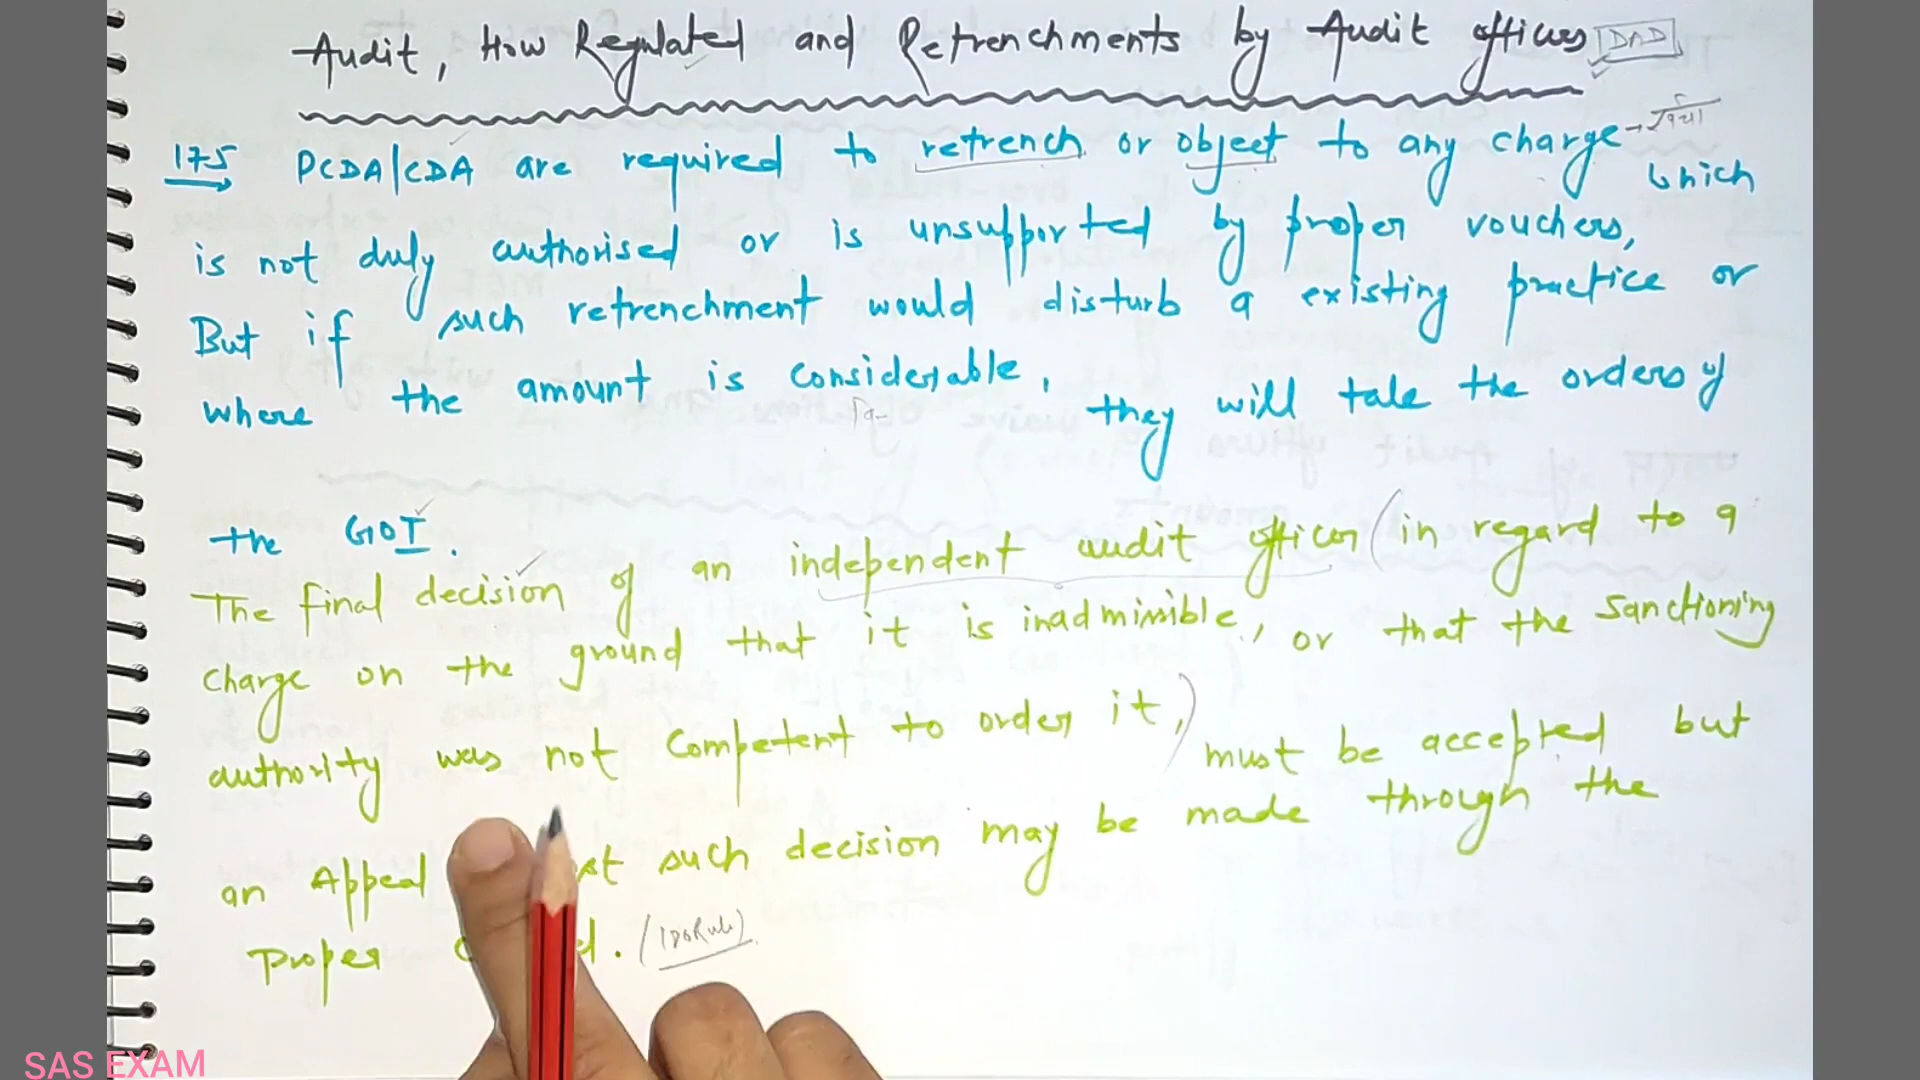 Audit, How Regulated and Retrenchments by Audit officers DAD
175 PCDA/CDA are required to retrench or object to any charge → which
is not duly authorised or is unsupported by proper vouchers,
But if such retrenchment would disturb a existing practice or
where the amount is considerable, they will take the orders of
the GOI.
The final decision of an independent audit officer (in regard to a
charge on the ground that it is inadmissible, or that the sanctioning
authority was not competent to order it,) must be accepted but
an Appeal such decision may be made through the
proper
SAS EXAM